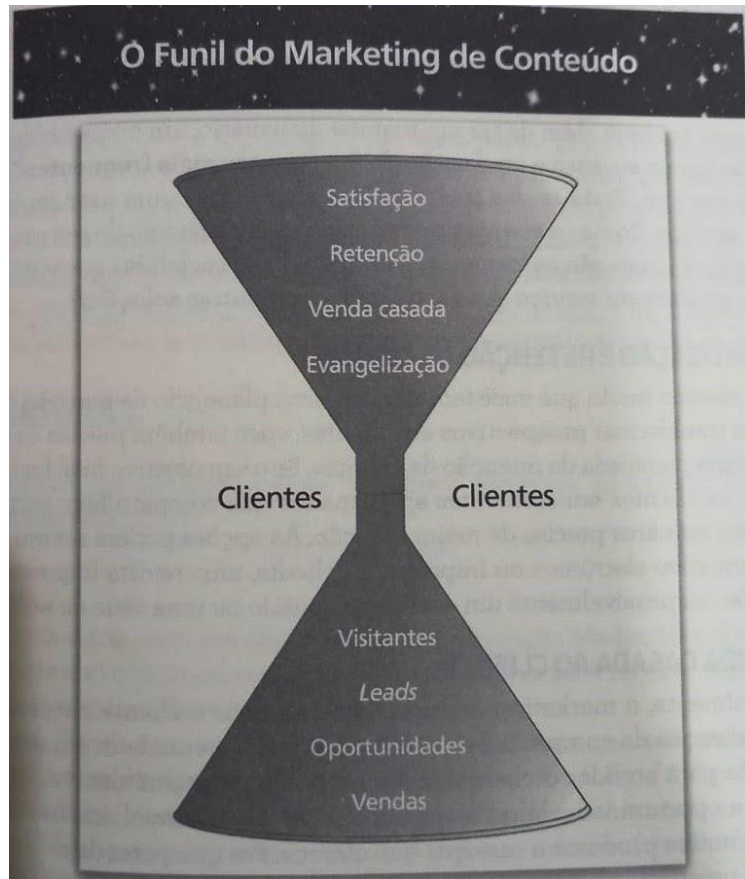 O Funil do Marketing de Conteúdo
Satisfação
Retenção
Venda casada
Evangelização
Clientes Clientes
Visitantes
Leads
Oportunidades
Vendas